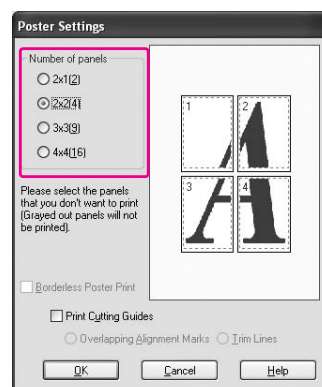 Poster Settings
Number of panels
2x1(2)
2x2(4)
3x3(9)
4x4(16)
1
2
3
4
Please select the panels
that you don't want to print
(Grayed out panels will not
be printed).
Borderless Poster Print
Print Cutting Guides
Overlapping Alignment Marks
Trim Lines
OK
Cancel
Help